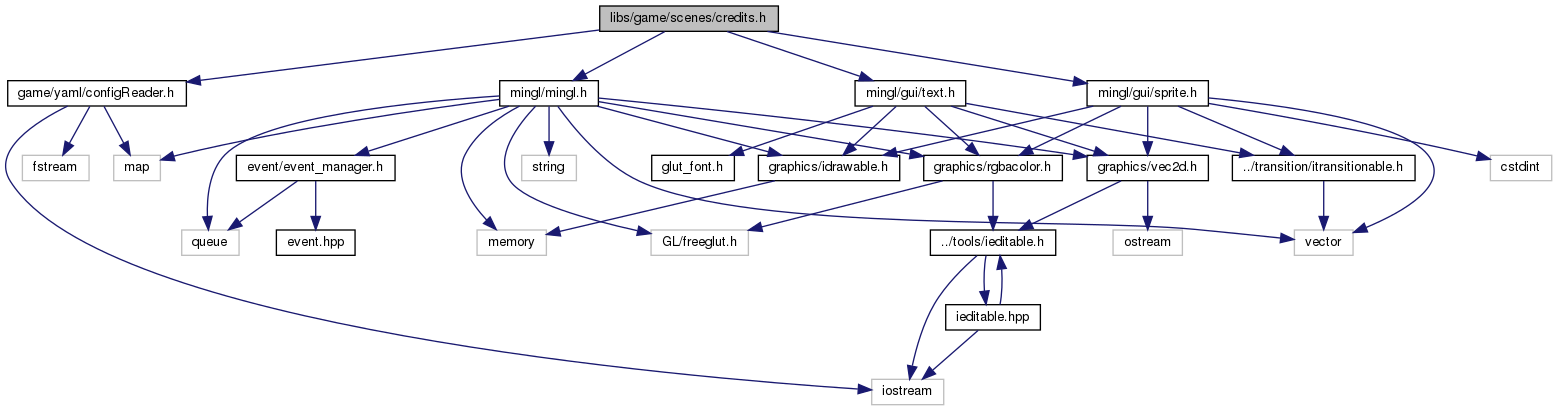 libs/game/scenes/credits.h
game/yaml/configReader.h
mingl/mingl.h
mingl/gui/text.h
mingl/gui/sprite.h
fstream
map
event/event_manager.h
string
glut_font.h
graphics/idrawable.h
graphics/rgbacolor.h
graphics/vec2d.h
../transition/itransitionable.h
cstdint
queue
event.hpp
memory
GL/freeglut.h
../tools/ieditable.h
ostream
vector
ieditable.hpp
iostream